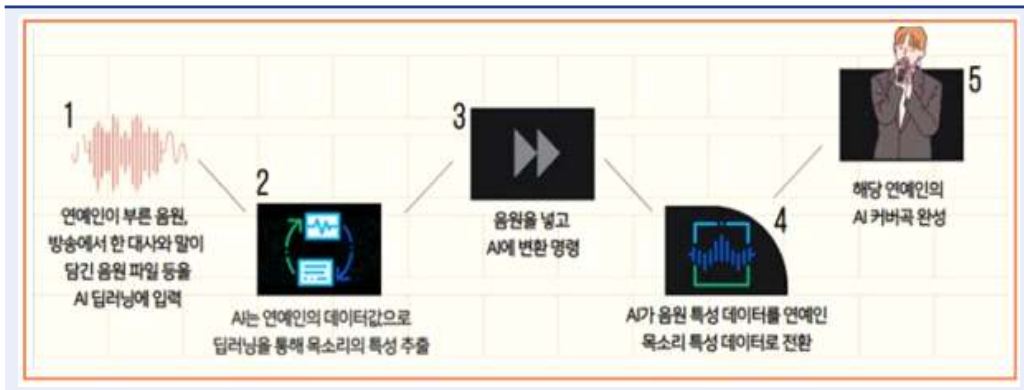 1
연예인이 부른 음원,
방송에서 한 대사와 말이
담긴 음원 파일 등을
AI 딥러닝에 입력
2
AI는 연예인의 데이터값으로
딥러닝을 통해 목소리의 특성 추출
3
음원을 넣고
AI에 변환 명령
4
AI가 음원 특성 데이터를 연예인
목소리 특성 데이터로 전환
5
해당 연예인의
AI 커버곡 완성